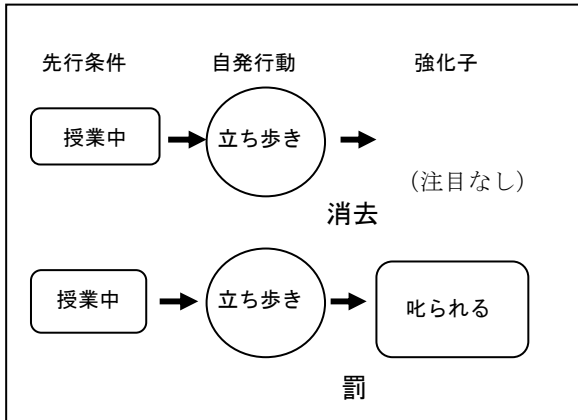 先行条件 自発行動 強化子
授業中 立ち歩き
(注目なし)
消去
授業中 立ち歩き 叱られる
罰